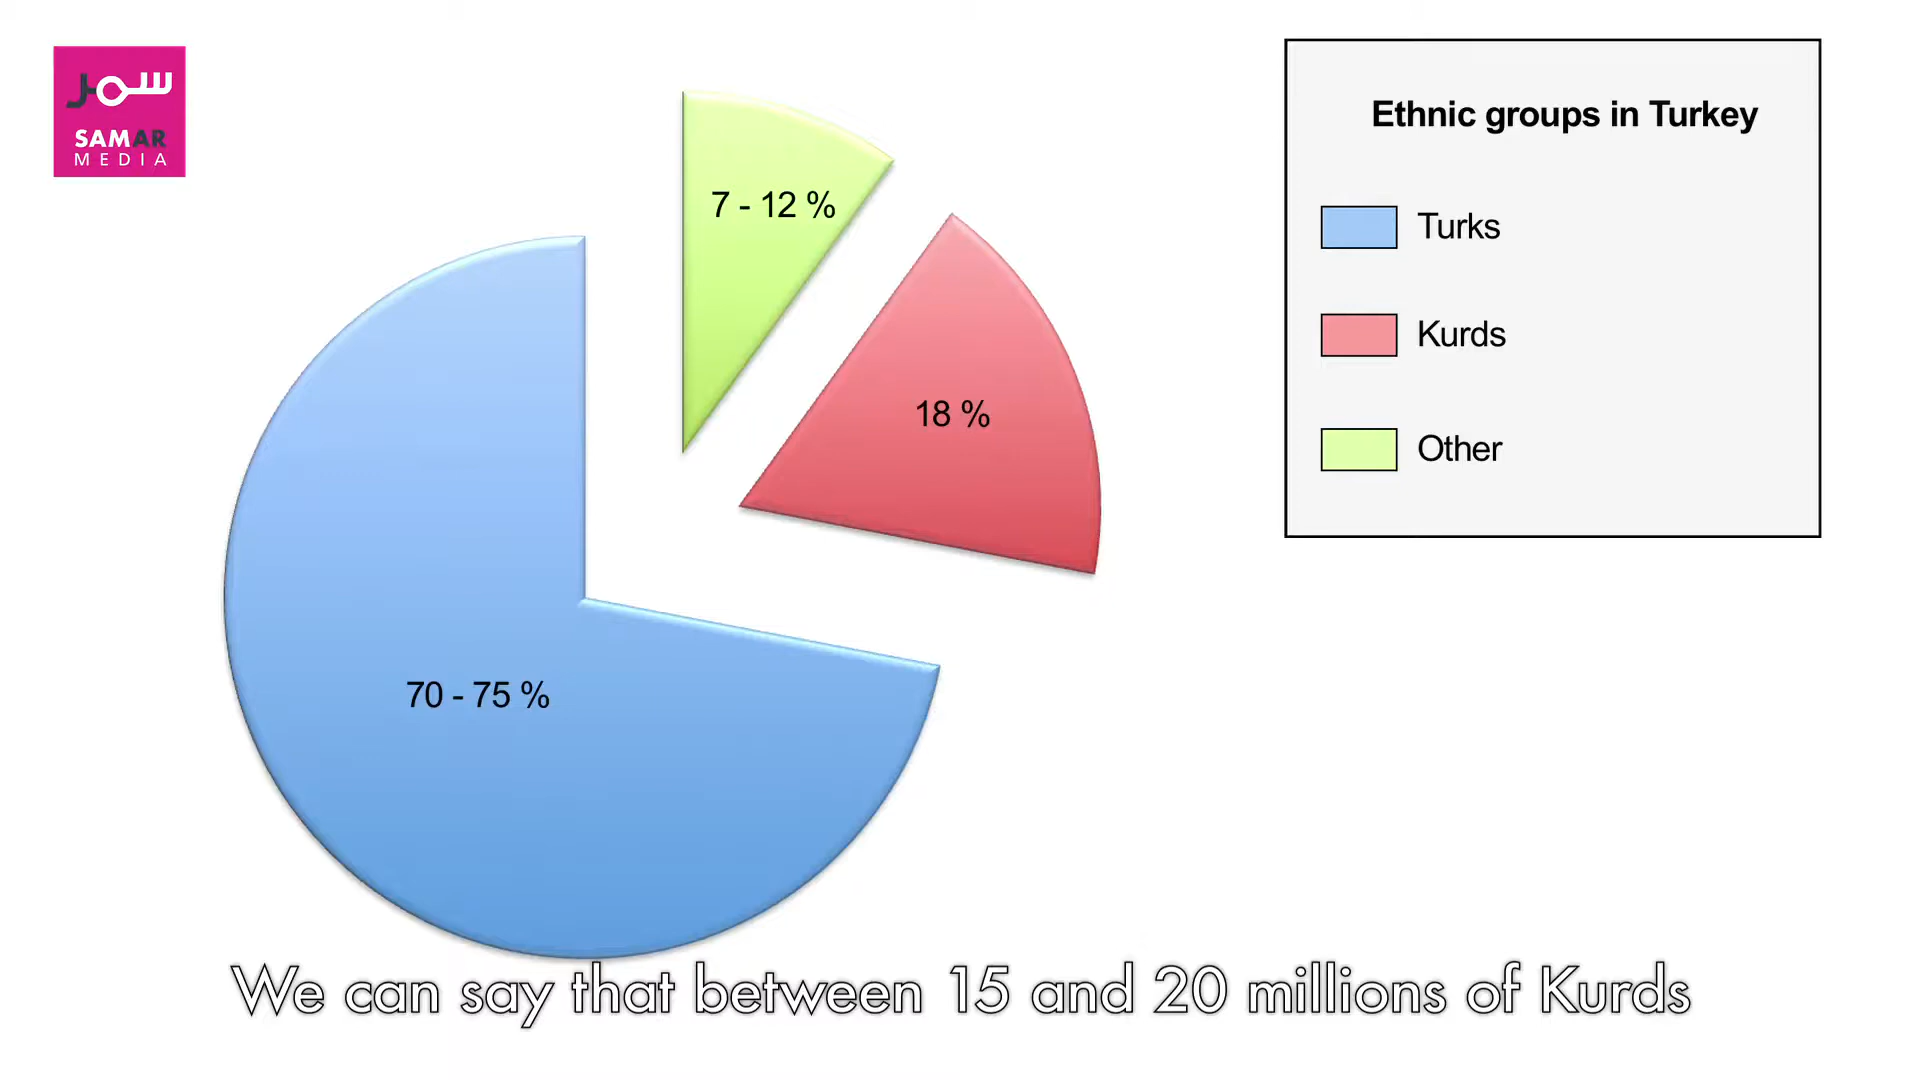 سمر
SAMAR
MEDIA
Ethnic groups in Turkey
Turks
Kurds
Other
7 - 12 %
18 %
70 - 75 %
We can say that between 15 and 20 millions of Kurds